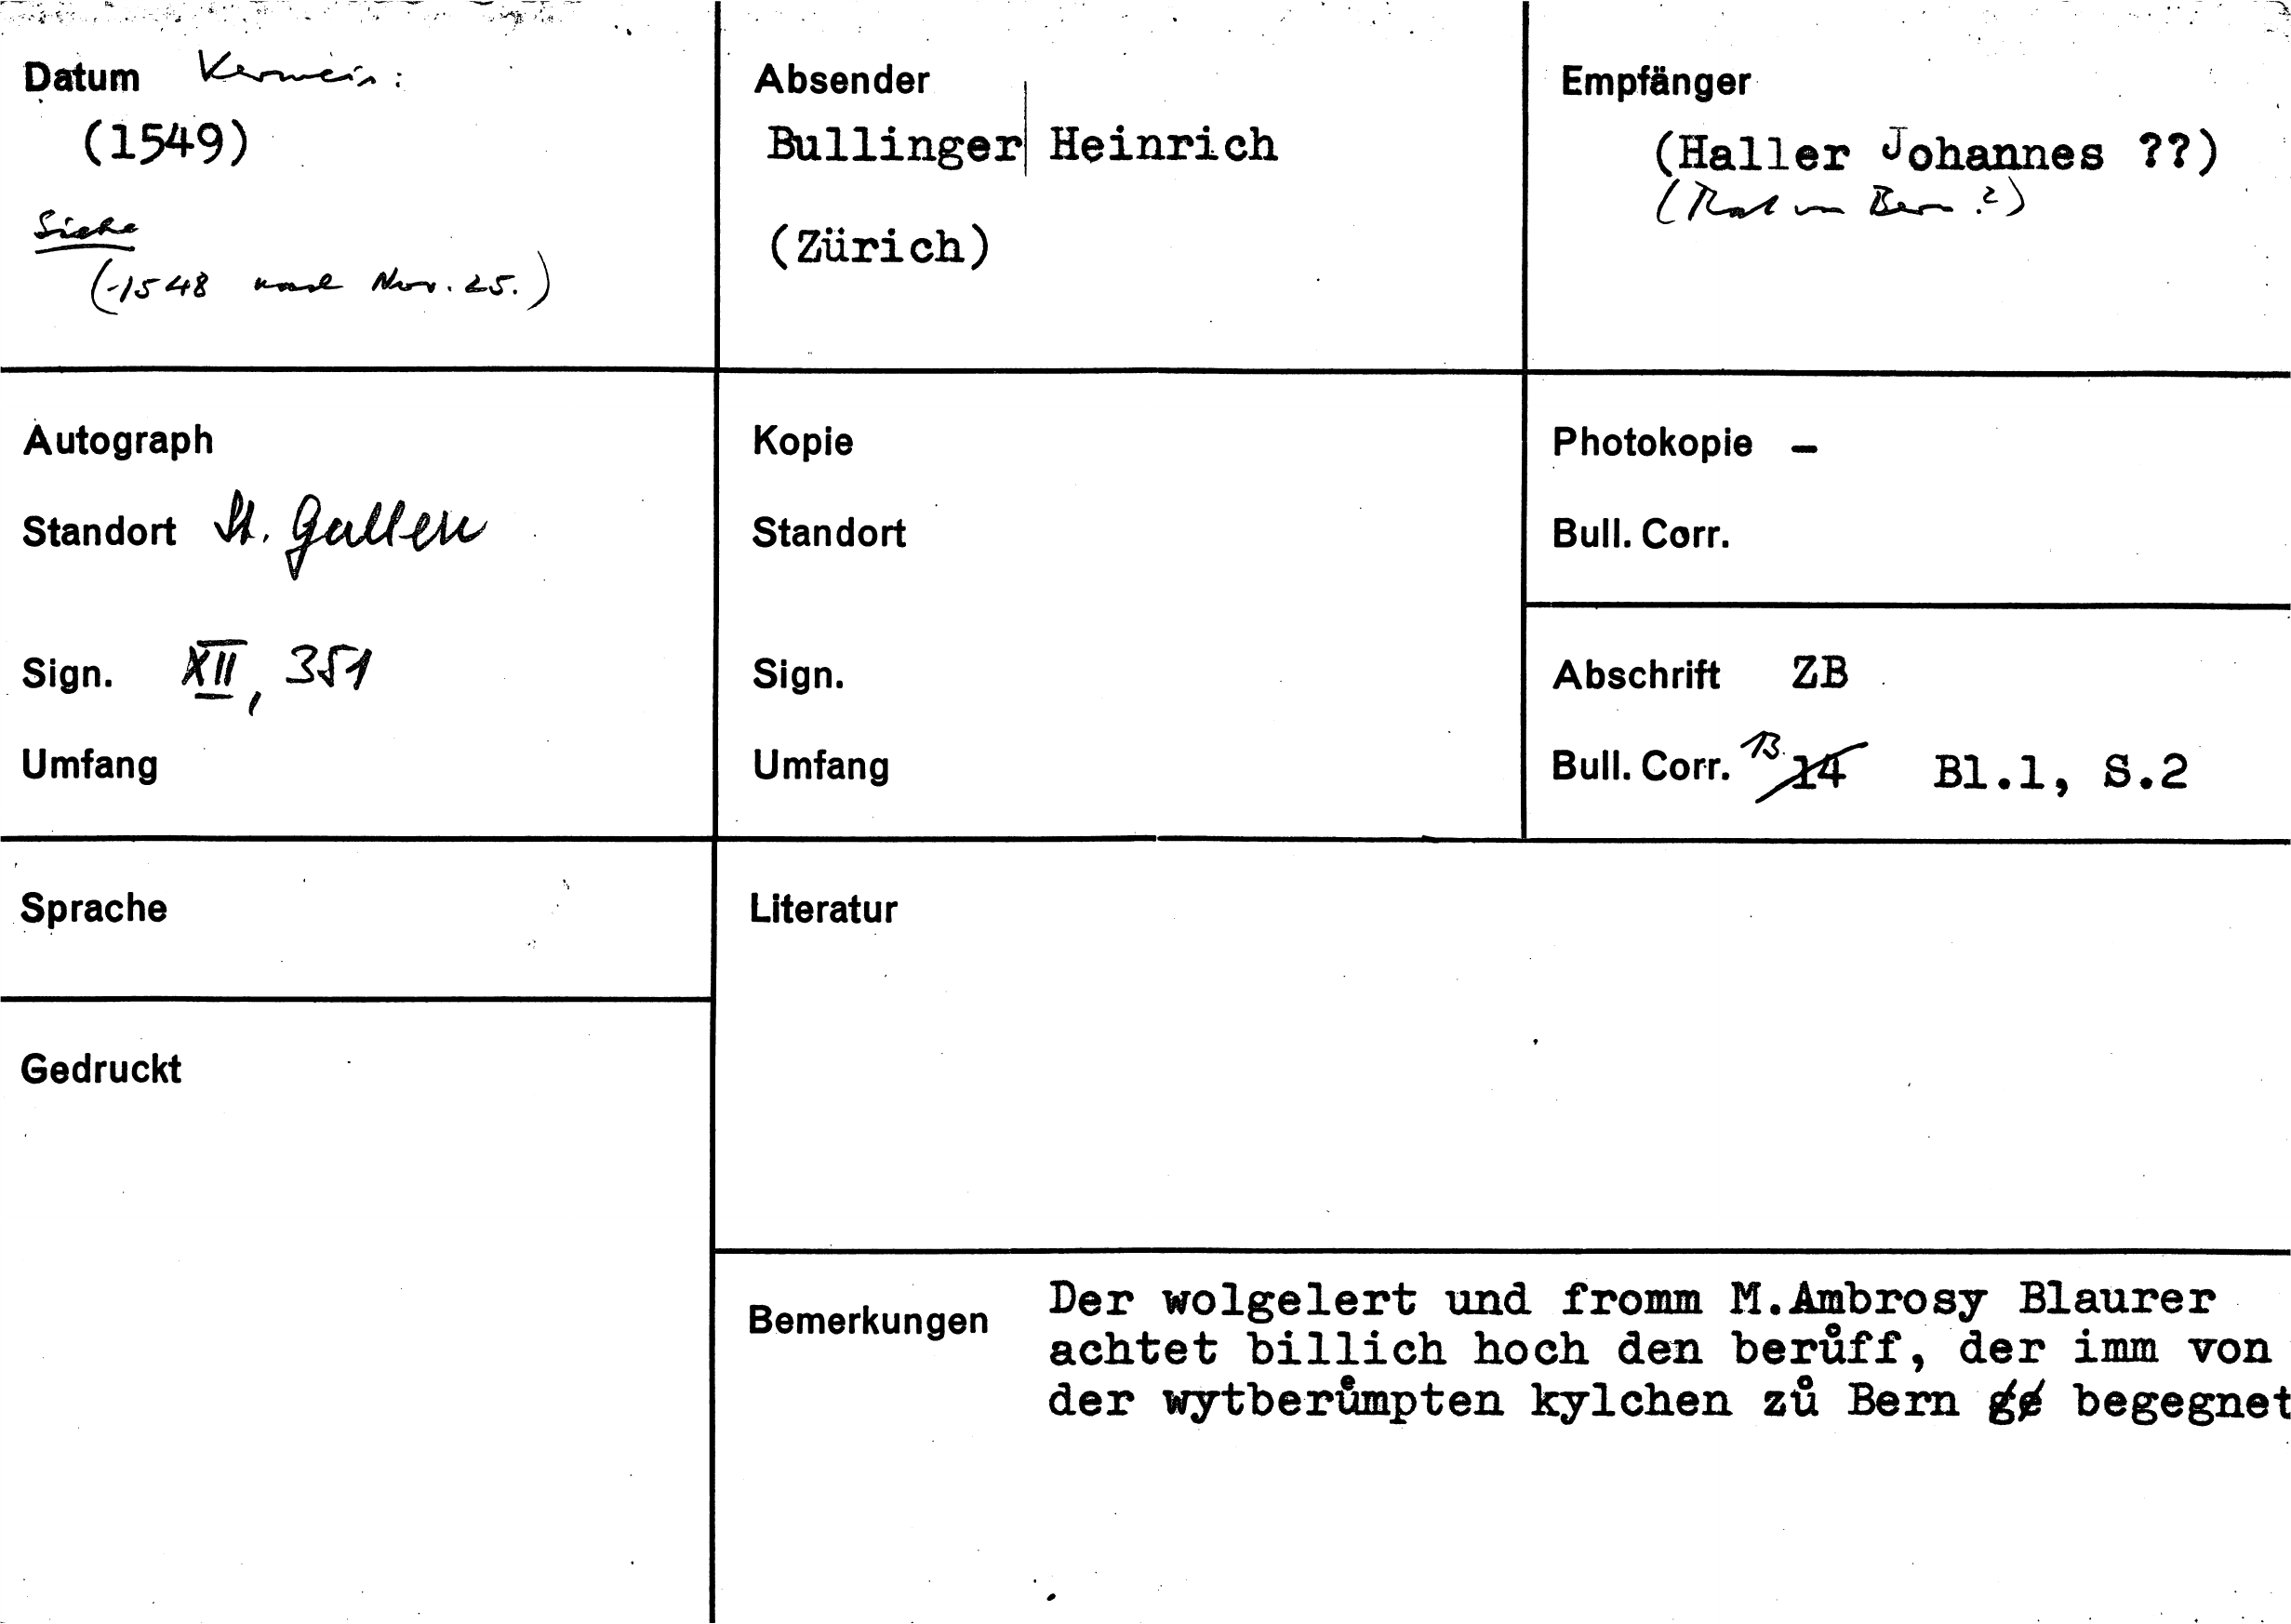 Datum Verweis:
(1549)
Siehe
(1548 nach Nov. 25.)
Absender
Bullinger Heinrich
(Zürich)
Empfänger
(Haller Johannes ??)
(Rat von Bern?)
Autograph
Standort St. Gallen
Sign. XII, 351
Umfang
Kopie
Standort
Sign.
Umfang
Photokopie –
Bull. Corr.
Abschrift ZB
Bull. Corr. 13. 14 Bl.1, S.2
Sprache
Gedruckt
Literatur
Bemerkungen
Der wolgelert und fromm M.Ambrosy Blaurer
achtet billich hoch den berůff, der imm von
der wytberůmpten kylchen zů Bern ge begegnet